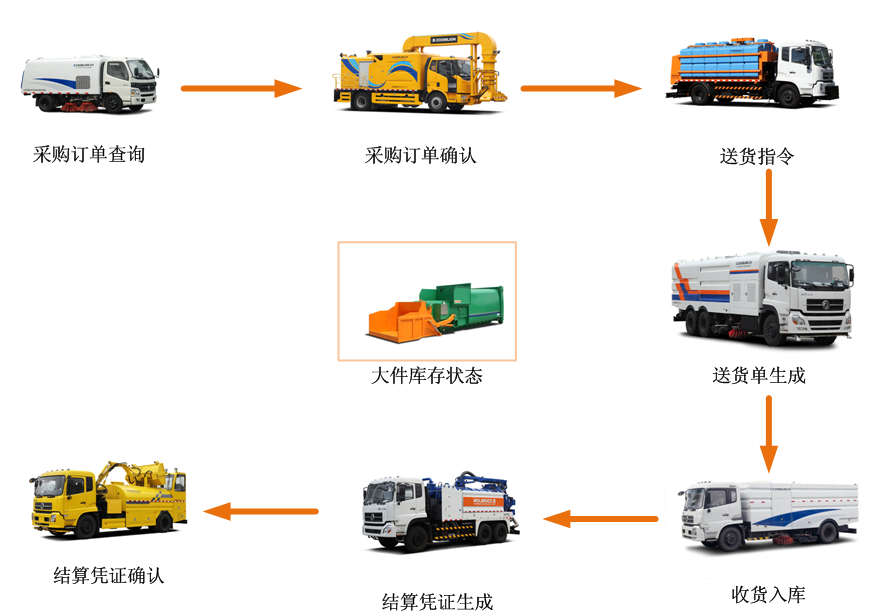 ZOOMLION
采购订单查询
采购订单确认
送货指令
大件库存状态
送货单生成
ZOOMLION
结算凭证确认
结算凭证生成
收货入库